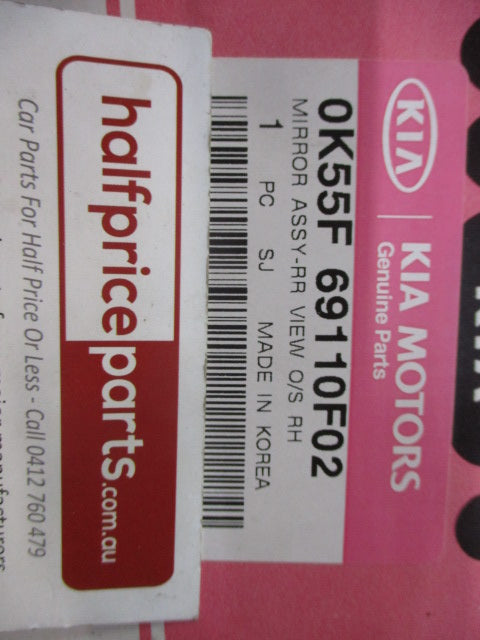 KIA KIA MOTORS
Genuine Parts
0K55F 69110F02
MIRROR ASSY-RR VIEW O/S RH
1 PC SJ MADE IN KOREA
halfpriceparts.com.au
Car Parts For Half Price Or Less - Call 0412 760 479